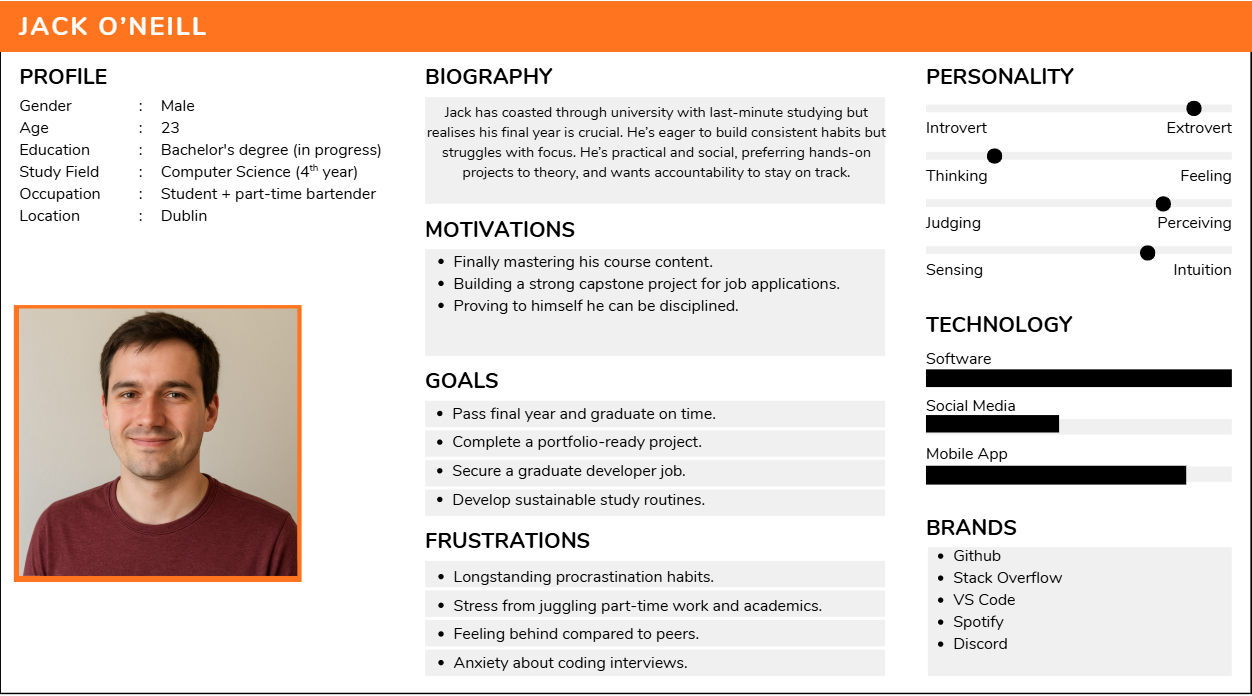 JACK O’NEILL
PROFILE
Gender : Male
Age : 23
Education : Bachelor's degree (in progress)
Study Field : Computer Science (4th year)
Occupation : Student + part-time bartender
Location : Dublin
BIOGRAPHY
Jack has coasted through university with last-minute studying but
realises his final year is crucial. He’s eager to build consistent habits but
struggles with focus. He’s practical and social, preferring hands-on
projects to theory, and wants accountability to stay on track.
MOTIVATIONS
• Finally mastering his course content.
• Building a strong capstone project for job applications.
• Proving to himself he can be disciplined.
GOALS
• Pass final year and graduate on time.
• Complete a portfolio-ready project.
• Secure a graduate developer job.
• Develop sustainable study routines.
FRUSTRATIONS
• Longstanding procrastination habits.
• Stress from juggling part-time work and academics.
• Feeling behind compared to peers.
• Anxiety about coding interviews.
PERSONALITY
Introvert Extrovert
Thinking Feeling
Judging Perceiving
Sensing Intuition
TECHNOLOGY
Software
Social Media
Mobile App
BRANDS
• Github
• Stack Overflow
• VS Code
• Spotify
• Discord